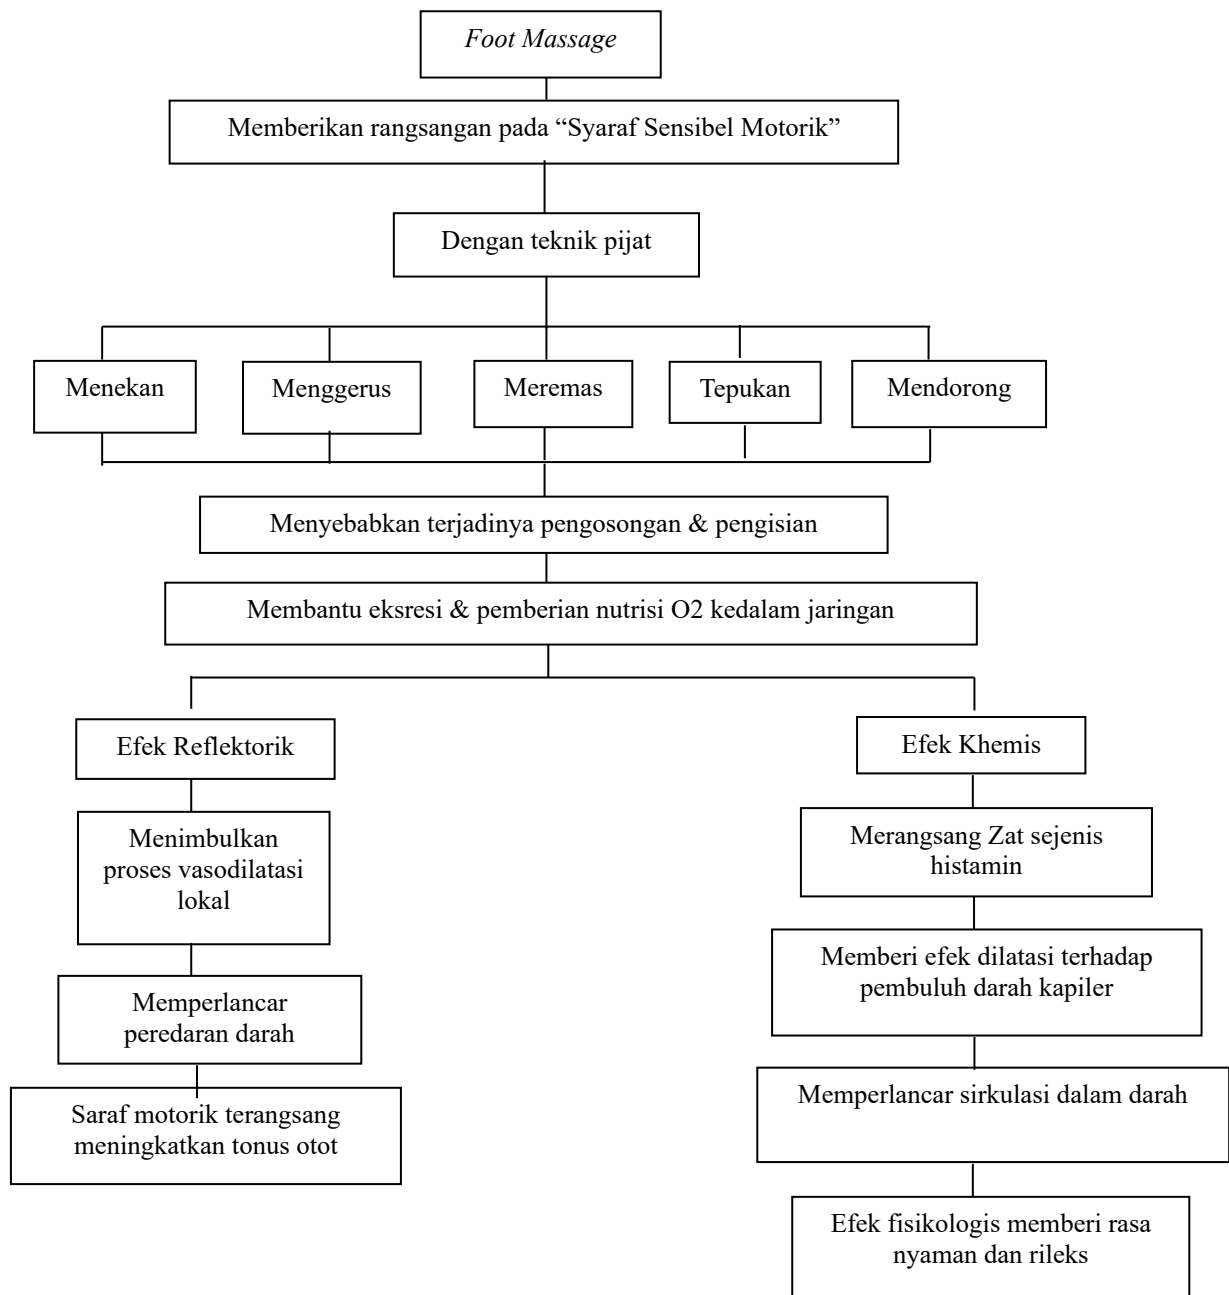 Foot Massage
Memberikan rangsangan pada “Syaraf Sensibel Motorik”
Dengan teknik pijat
Menekan
Menggerus
Meremas
Tepukan
Mendorong
Menyebabkan terjadinya pengosongan & pengisian
Membantu eksresi & pemberian nutrisi O2 kedalam jaringan
Efek Reflektorik
Menimbulkan
proses vasodilatasi
lokal
Memperlancar
peredaran darah
Saraf motorik terangsang
meningkatkan tonus otot
Efek Khemis
Merangsang Zat sejenis
histamin
Memberi efek dilatasi terhadap
pembuluh darah kapiler
Memperlancar sirkulasi dalam darah
Efek fisikologis memberi rasa
nyaman dan rileks